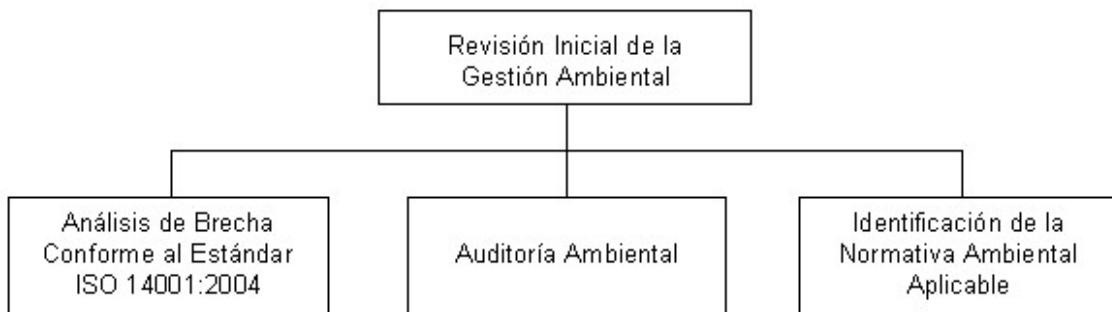 Revisión Inicial de la
Gestión Ambiental
Análisis de Brecha
Conforme al Estándar
ISO 14001:2004
Auditoría Ambiental
Identificación de la
Normativa Ambiental
Aplicable